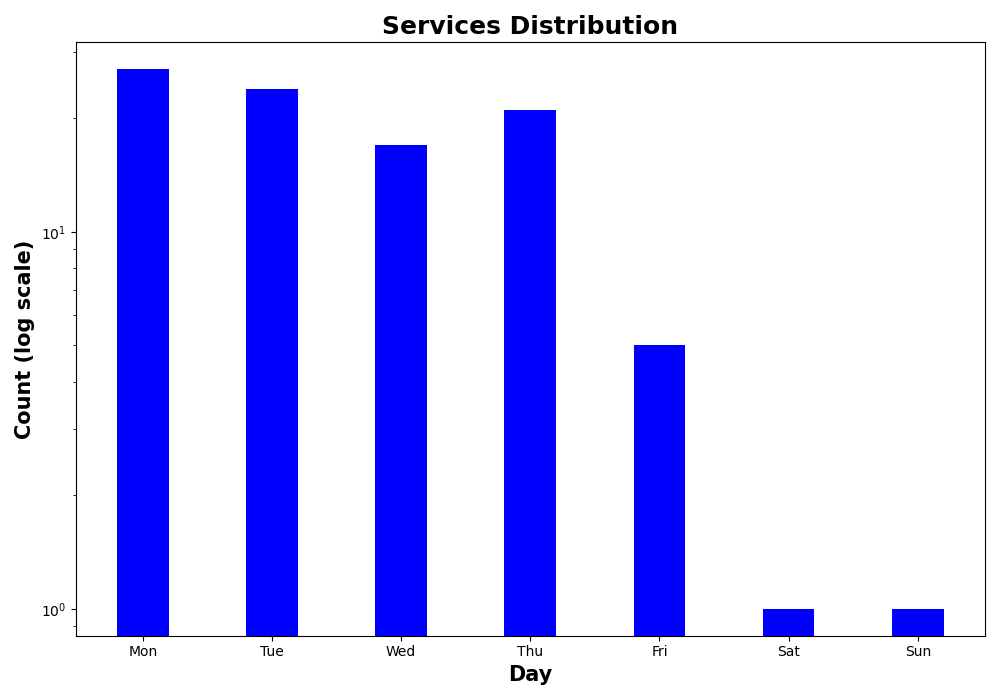 Services Distribution
Count (log scale)
10¹
10⁰
Mon Tue Wed Thu Fri Sat Sun
Day